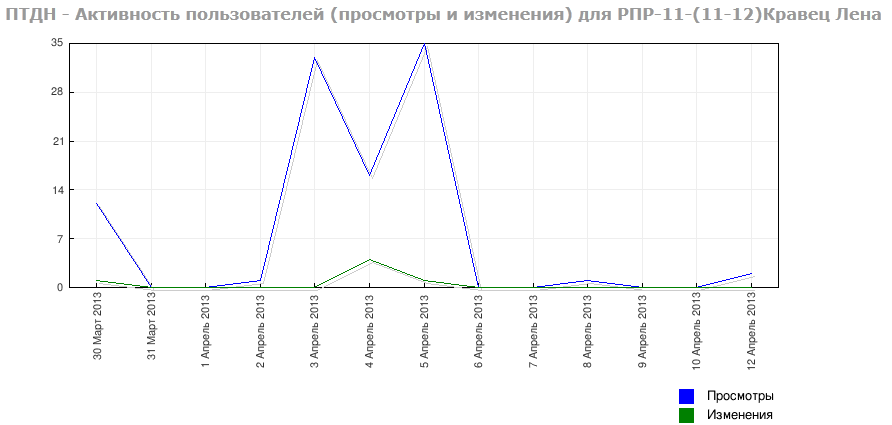 ПТДН - Активность пользователей (просмотры и изменения) для РПР-11-(11-12)Кравец Лена
35
28
21
14
7
0
30 Март 2013
31 Март 2013
1 Апрель 2013
2 Апрель 2013
3 Апрель 2013
4 Апрель 2013
5 Апрель 2013
6 Апрель 2013
7 Апрель 2013
8 Апрель 2013
9 Апрель 2013
10 Апрель 2013
12 Апрель 2013
Просмотры
Изменения